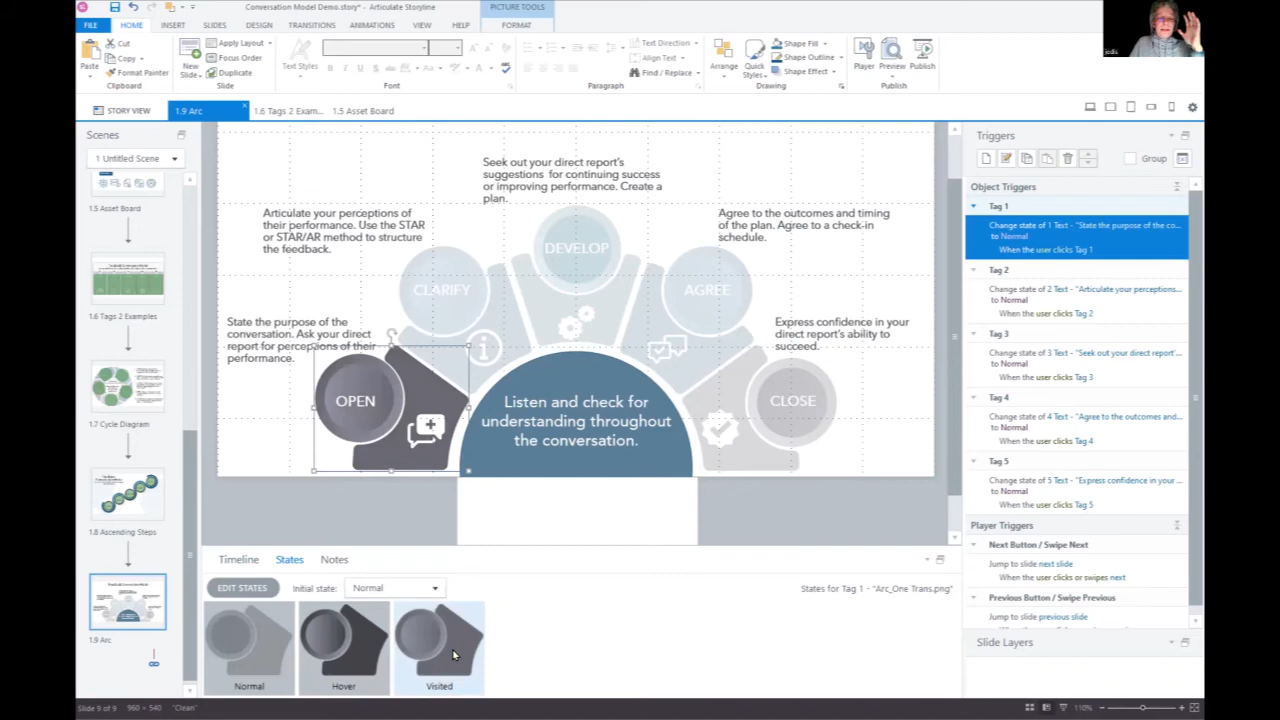 Conversation Model Demo.story* - Articulate Storyline
PICTURE TOOLS
FILE
HOME
INSERT
SLIDES
DESIGN
TRANSITIONS
ANIMATIONS
VIEW
HELP
FORMAT
Paste
Cut
Copy
Format Painter
Clipboard
New
Slide
Apply Layout
Focus Order
Duplicate
Slide
Text Styles
Font
Text Direction
Align Text
Find / Replace
Paragraph
Arrange
Quick
Styles
Shape Fill
Shape Outline
Shape Effect
Drawing
Player
Preview
Publish
Publish
jodis
STORY VIEW
1.9 Arc
1.6 Tags 2 Exam...
1.5 Asset Board
Scenes
1 Untitled Scene
1.5 Asset Board
1.6 Tags 2 Examples
1.7 Cycle Diagram
1.8 Ascending Steps
1.9 Arc
Seek out your direct report's
suggestions for continuing success
or improving performance. Create a
plan.
Articulate your perceptions of
their performance. Use the STAR
or STAR/AR method to structure
the feedback.
Agree to the outcomes and timing
of the plan. Agree to a check-in
schedule.
State the purpose of the
conversation. Ask your direct
report for perceptions of their
performance.
Express confidence in your
direct report's ability to
succeed.
DEVELOP
CLARIFY
AGREE
OPEN
CLOSE
Listen and check for
understanding throughout
the conversation.
Timeline
States
Notes
EDIT STATES
Initial state:
Normal
States for Tag 1 - "Arc_One Trans.png"
Normal
Hover
Visited
Triggers
Group
Object Triggers
Tag 1
Change state of 1 Text - "State the purpose of the co...
to Normal
When the user clicks Tag 1
Tag 2
Change state of 2 Text - "Articulate your perceptions...
to Normal
When the user clicks Tag 2
Tag 3
Change state of 3 Text - "Seek out your direct report'...
to Normal
When the user clicks Tag 3
Tag 4
Change state of 4 Text - "Agree to the outcomes and...
to Normal
When the user clicks Tag 4
Tag 5
Change state of 5 Text - "Express confidence in your ...
to Normal
When the user clicks Tag 5
Player Triggers
Next Button / Swipe Next
Jump to slide next slide
When the user clicks or swipes next
Previous Button / Swipe Previous
Jump to slide previous slide
Slide Layers
Slide 9 of 9
960 × 540
"Clean"
110%